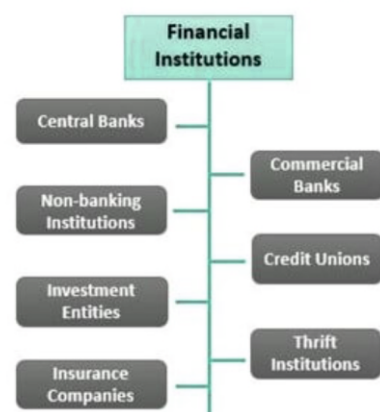 Financial
Institutions
Central Banks
Commercial
Banks
Non-banking
Institutions
Credit Unions
Investment
Entities
Thrift
Institutions
Insurance
Companies